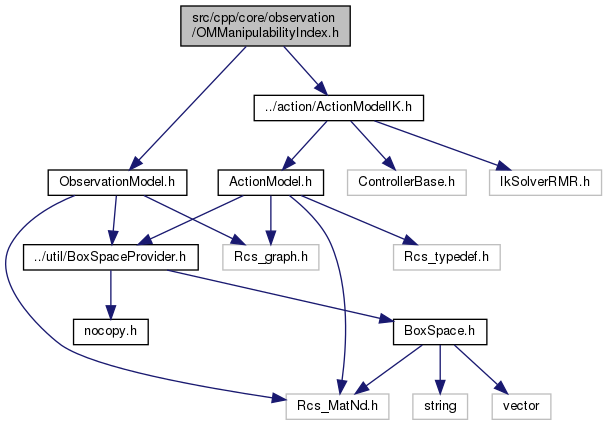 src/cpp/core/observation
/OMManipulabilityIndex.h
../action/ActionModelIK.h
ObservationModel.h
ActionModel.h
ControllerBase.h
IkSolverRMR.h
../util/BoxSpaceProvider.h
Rcs_graph.h
Rcs_typedef.h
nocopy.h
BoxSpace.h
Rcs_MatNd.h
string
vector